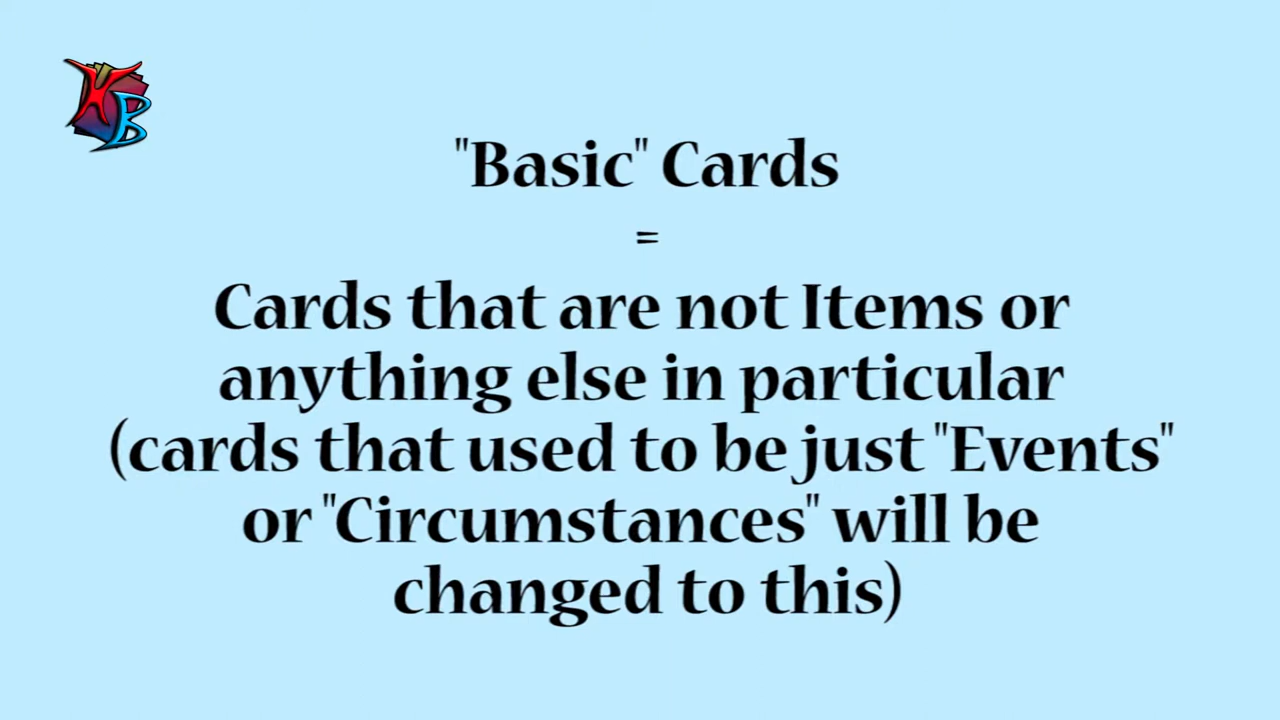 KB
"Basic" Cards
=
Cards that are not Items or
anything else in particular
(cards that used to be just "Events"
or "Circumstances" will be
changed to this)